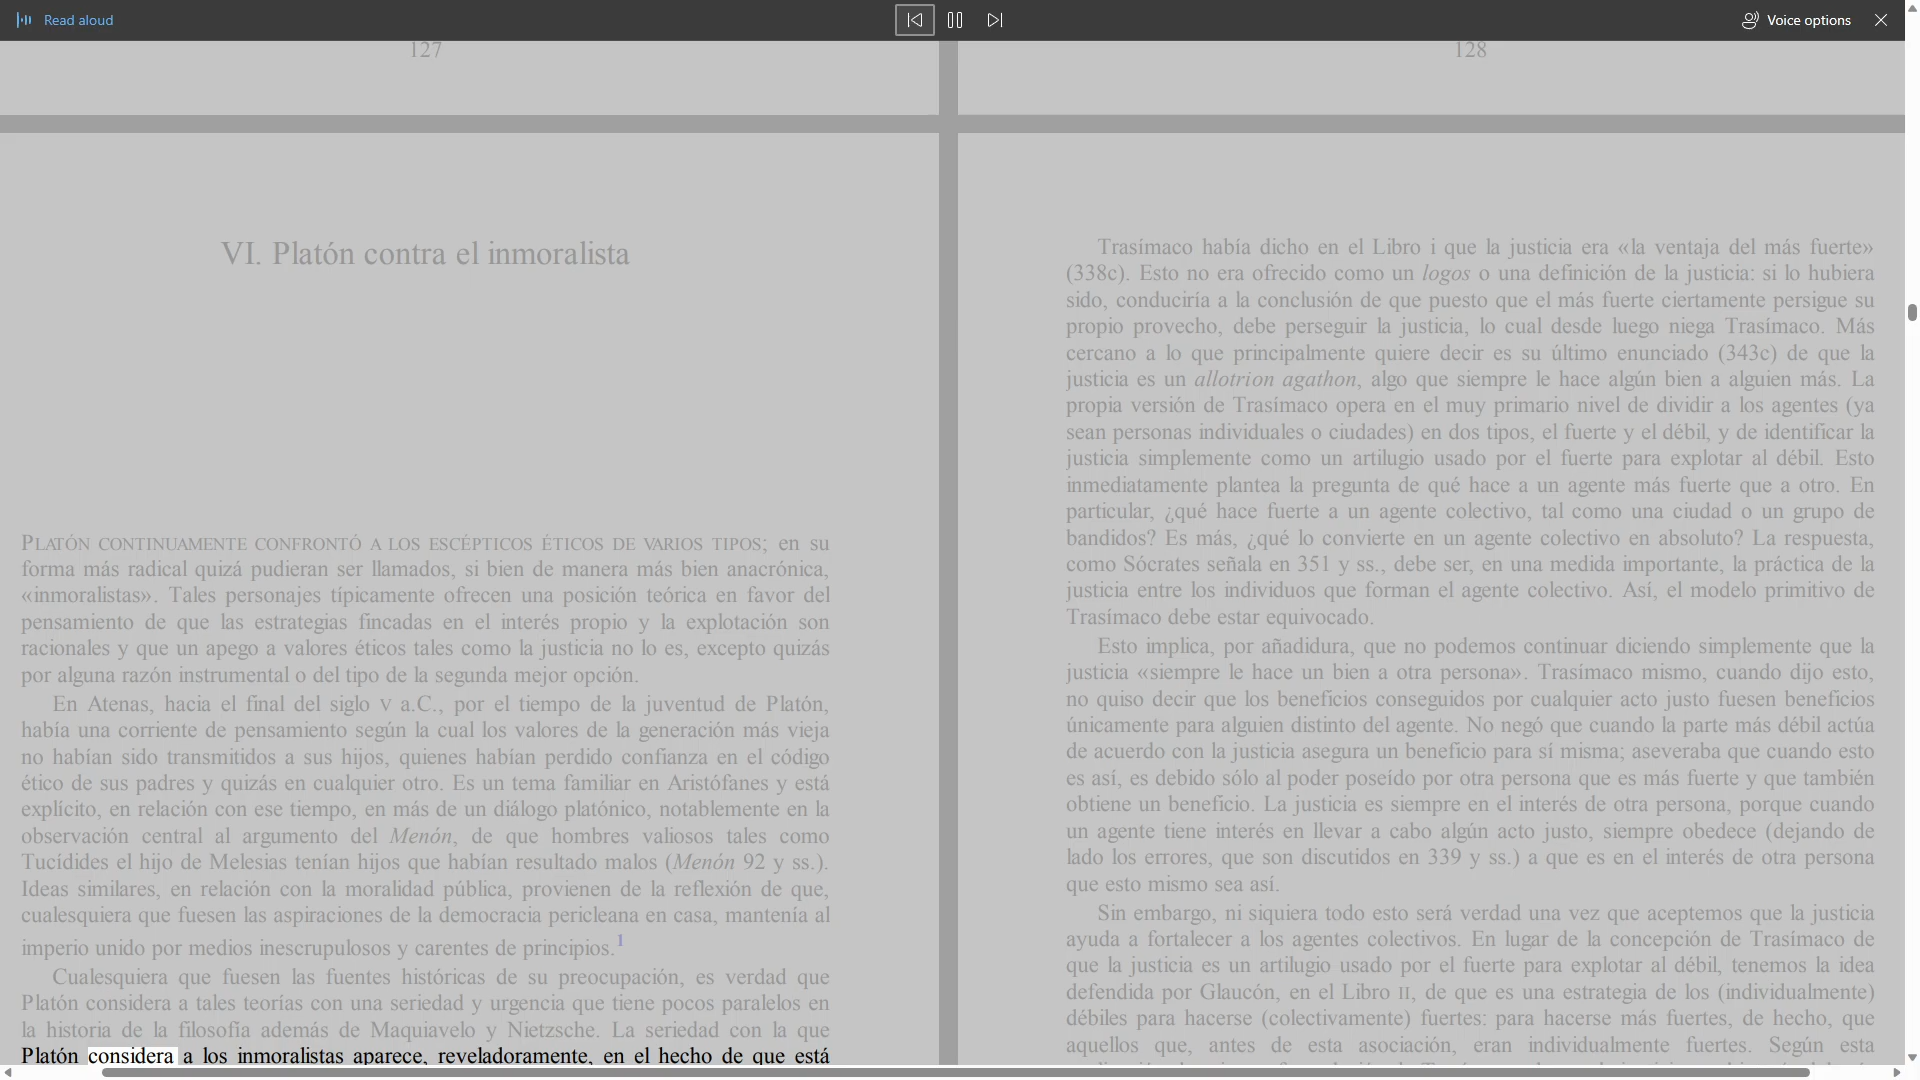 Read aloud
Voice options
127
128
VI. Platón contra el inmoralista
PLATÓN CONTINUAMENTE CONFRONTÓ A LOS ESCÉPTICOS ÉTICOS DE VARIOS TIPOS; en su
forma más radical quizá pudieran ser llamados, si bien de manera más bien anacrónica,
«inmoralistas». Tales personajes típicamente ofrecen una posición teórica en favor del
pensamiento de que las estrategias fincadas en el interés propio y la explotación son
racionales y que un apego a valores éticos tales como la justicia no lo es, excepto quizás
por alguna razón instrumental o del tipo de la segunda mejor opción.
En Atenas, hacia el final del siglo V a.C., por el tiempo de la juventud de Platón,
había una corriente de pensamiento según la cual los valores de la generación más vieja
no habían sido transmitidos a sus hijos, quienes habían perdido confianza en el código
ético de sus padres y quizás en cualquier otro. Es un tema familiar en Aristófanes y está
explícito, en relación con ese tiempo, en más de un diálogo platónico, notablemente en la
observación central al argumento del Menón, de que hombres valiosos tales como
Tucídides el hijo de Melesias tenían hijos que habían resultado malos (Menón 92 y ss.).
Ideas similares, en relación con la moralidad pública, provienen de la reflexión de que,
cualesquiera que fuesen las aspiraciones de la democracia pericleana en casa, mantenía al
imperio unido por medios inescrupulosos y carentes de principios.1
Cualesquiera que fuesen las fuentes históricas de su preocupación, es verdad que
Platón considera a tales teorías con una seriedad y urgencia que tiene pocos paralelos en
la historia de la filosofía además de Maquiavelo y Nietzsche. La seriedad con la que
Platón considera a los inmoralistas aparece, reveladoramente, en el hecho de que está
Trasímaco había dicho en el Libro i que la justicia era «la ventaja del más fuerte»
(338c). Esto no era ofrecido como un logos o una definición de la justicia: si lo hubiera
sido, conduciría a la conclusión de que puesto que el más fuerte ciertamente persigue su
propio provecho, debe perseguir la justicia, lo cual desde luego niega Trasímaco. Más
cercano a lo que principalmente quiere decir es su último enunciado (343c) de que la
justicia es un allotrion agathon, algo que siempre le hace algún bien a alguien más. La
propia versión de Trasímaco opera en el muy primario nivel de dividir a los agentes (ya
sean personas individuales o ciudades) en dos tipos, el fuerte y el débil, y de identificar la
justicia simplemente como un artilugio usado por el fuerte para explotar al débil. Esto
inmediatamente plantea la pregunta de qué hace a un agente más fuerte que a otro. En
particular, ¿qué hace fuerte a un agente colectivo, tal como una ciudad o un grupo de
bandidos? Es más, ¿qué lo convierte en un agente colectivo en absoluto? La respuesta,
como Sócrates señala en 351 y ss., debe ser, en una medida importante, la práctica de la
justicia entre los individuos que forman el agente colectivo. Así, el modelo primitivo de
Trasímaco debe estar equivocado.
Esto implica, por añadidura, que no podemos continuar diciendo simplemente que la
justicia «siempre le hace un bien a otra persona». Trasímaco mismo, cuando dijo esto,
no quiso decir que los beneficios conseguidos por cualquier acto justo fuesen beneficios
únicamente para alguien distinto del agente. No negó que cuando la parte más débil actúa
de acuerdo con la justicia asegura un beneficio para sí misma; aseveraba que cuando esto
es así, es debido sólo al poder poseído por otra persona que es más fuerte y que también
obtiene un beneficio. La justicia es siempre en el interés de otra persona, porque cuando
un agente tiene interés en llevar a cabo algún acto justo, siempre obedece (dejando de
lado los errores, que son discutidos en 339 y ss.) a que es en el interés de otra persona
que esto mismo sea así.
Sin embargo, ni siquiera todo esto será verdad una vez que aceptemos que la justicia
ayuda a fortalecer a los agentes colectivos. En lugar de la concepción de Trasímaco de
que la justicia es un artilugio usado por el fuerte para explotar al débil, tenemos la idea
defendida por Glaucón, en el Libro II, de que es una estrategia de los (individualmente)
débiles para hacerse (colectivamente) fuertes: para hacerse más fuertes, de hecho, que
aquellos que, antes de esta asociación, eran individualmente fuertes. Según esta